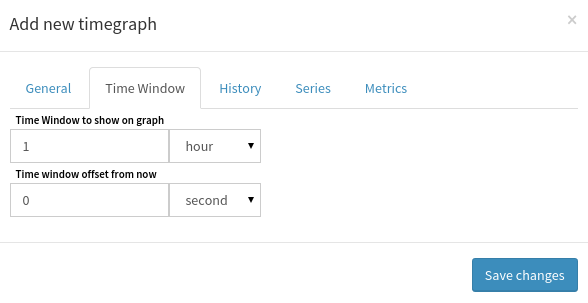 Add new timegraph
×
General Time Window History Series Metrics
Time Window to show on graph
1 hour
Time window offset from now
0 second
Save changes